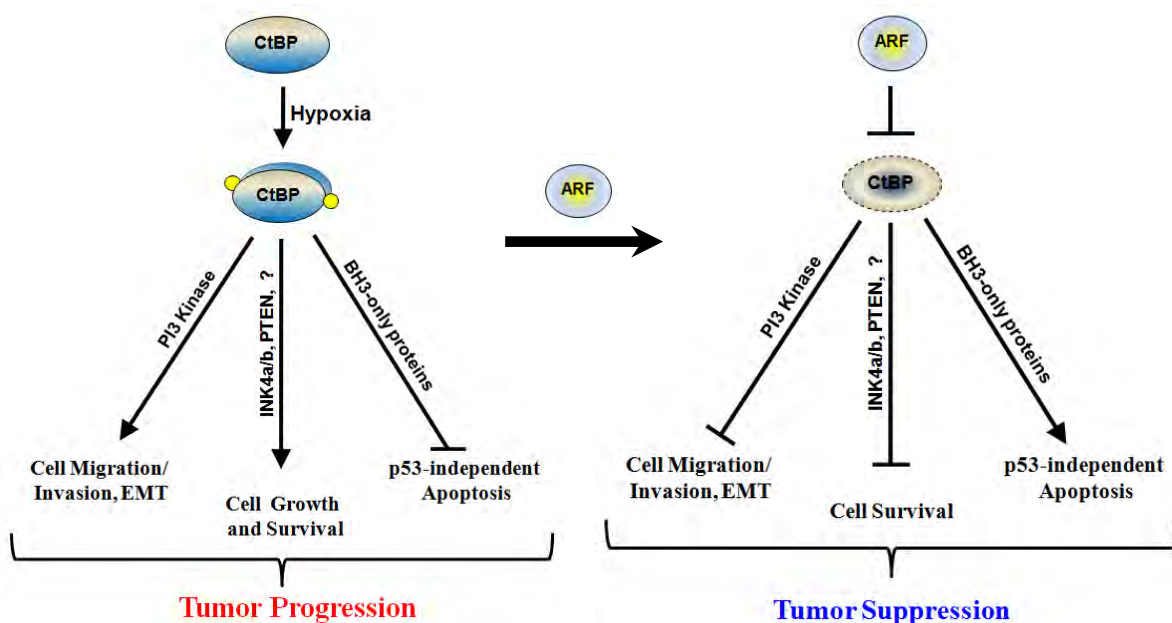 CtBP
Hypoxia
CtBP
PI3 Kinase
INK4a/b, PTEN, ?
BH3-only proteins
Cell Migration/
Invasion, EMT
Cell Growth
and Survival
p53-independent
Apoptosis
Tumor Progression
ARF
ARF
CtBP
PI3 Kinase
INK4a/b, PTEN, ?
BH3-only proteins
Cell Migration/
Invasion, EMT
Cell Survival
p53-independent
Apoptosis
Tumor Suppression